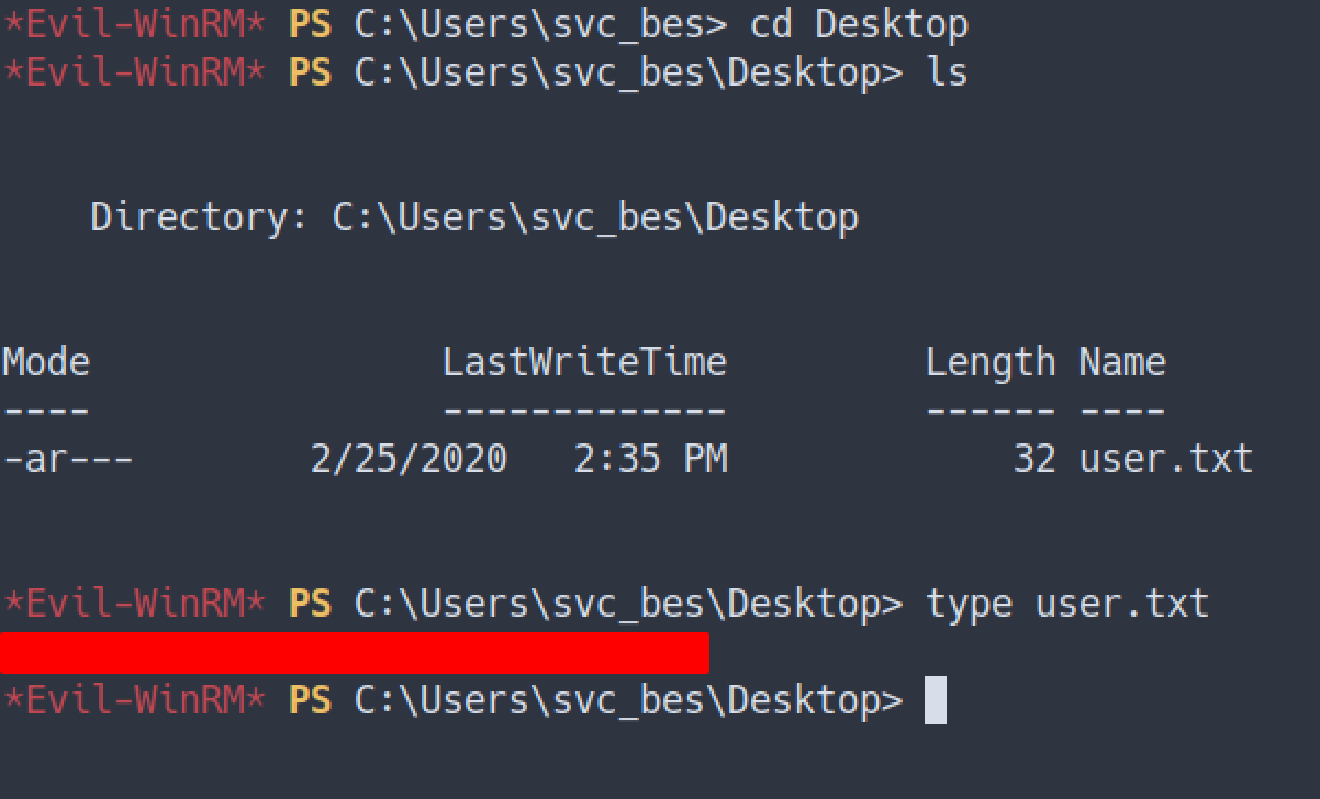 *Evil-WinRM* PS C:\Users\svc_bes> cd Desktop
*Evil-WinRM* PS C:\Users\svc_bes\Desktop> ls
Directory: C:\Users\svc_bes\Desktop
Mode                LastWriteTime         Length Name
----                -------------         ------ ----
-ar---        2/25/2020   2:35 PM             32 user.txt
*Evil-WinRM* PS C:\Users\svc_bes\Desktop> type user.txt
*Evil-WinRM* PS C:\Users\svc_bes\Desktop>